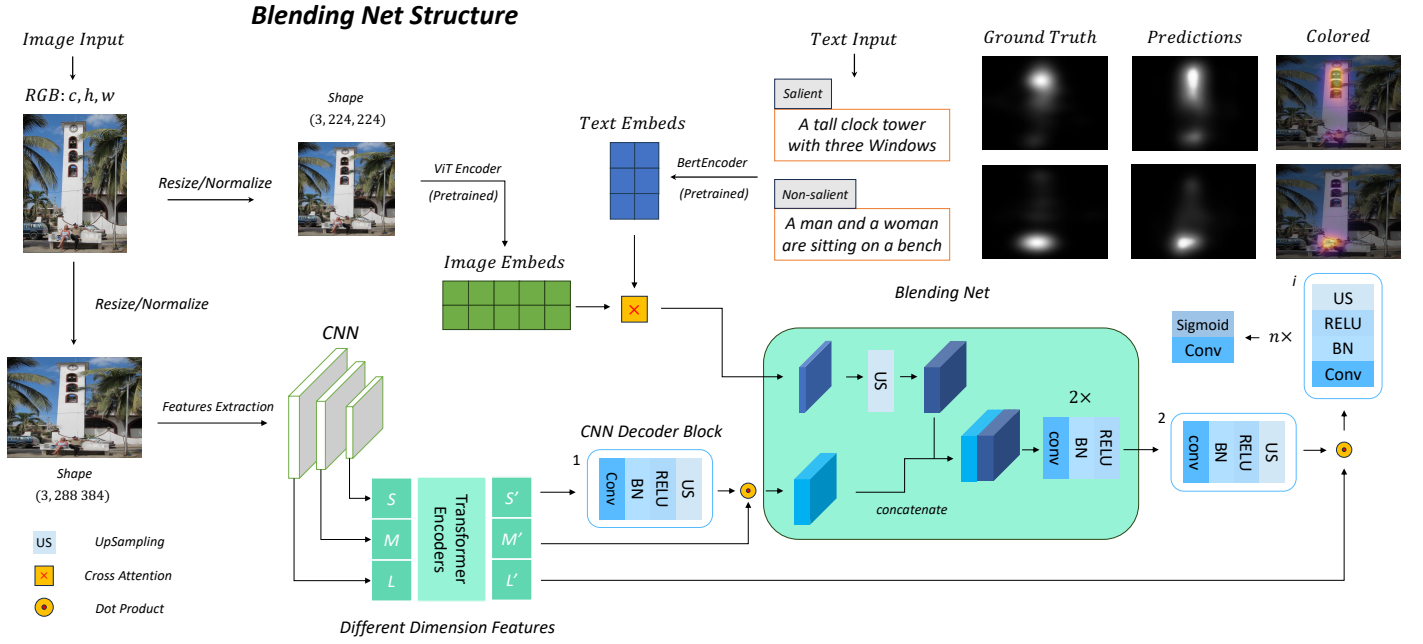 Blending Net Structure
Image Input
RGB: c, h, w
Resize/Normalize
Shape
(3, 224, 224)
ViT Encoder
(Pretrained)
Image Embeds
Text Embeds
BertEncoder
(Pretrained)
Text Input
Salient
A tall clock tower
with three Windows
Non-salient
A man and a woman
are sitting on a bench
Ground Truth
Predictions
Colored
Resize/Normalize
Shape
(3, 288 384)
Features Extraction
CNN
S
M
L
Transformer
Encoders
S'
M'
L'
Different Dimension Features
CNN Decoder Block
1
Conv
BN
RELU
US
Blending Net
US
concatenate
2×
conv
BN
RELU
2
conv
BN
RELU
US
i
US
RELU
BN
Conv
n×
Sigmoid
Conv
US
UpSampling
×
Cross Attention
Dot Product